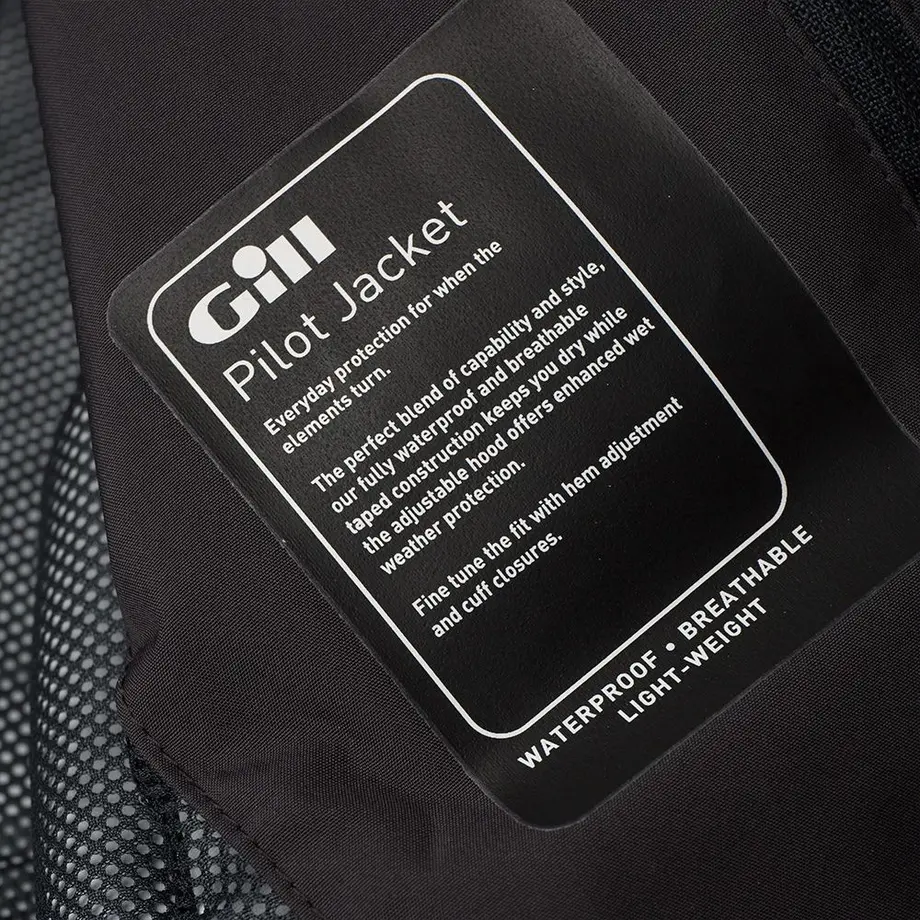 Gill
Pilot Jacket
Everyday protection for when the
elements turn.
The perfect blend of capability and style,
our fully waterproof and breathable
taped construction keeps you dry while
the adjustable hood offers enhanced wet
weather protection.
Fine tune the fit with hem adjustment
and cuff closures.
WATERPROOF • BREATHABLE
LIGHT-WEIGHT